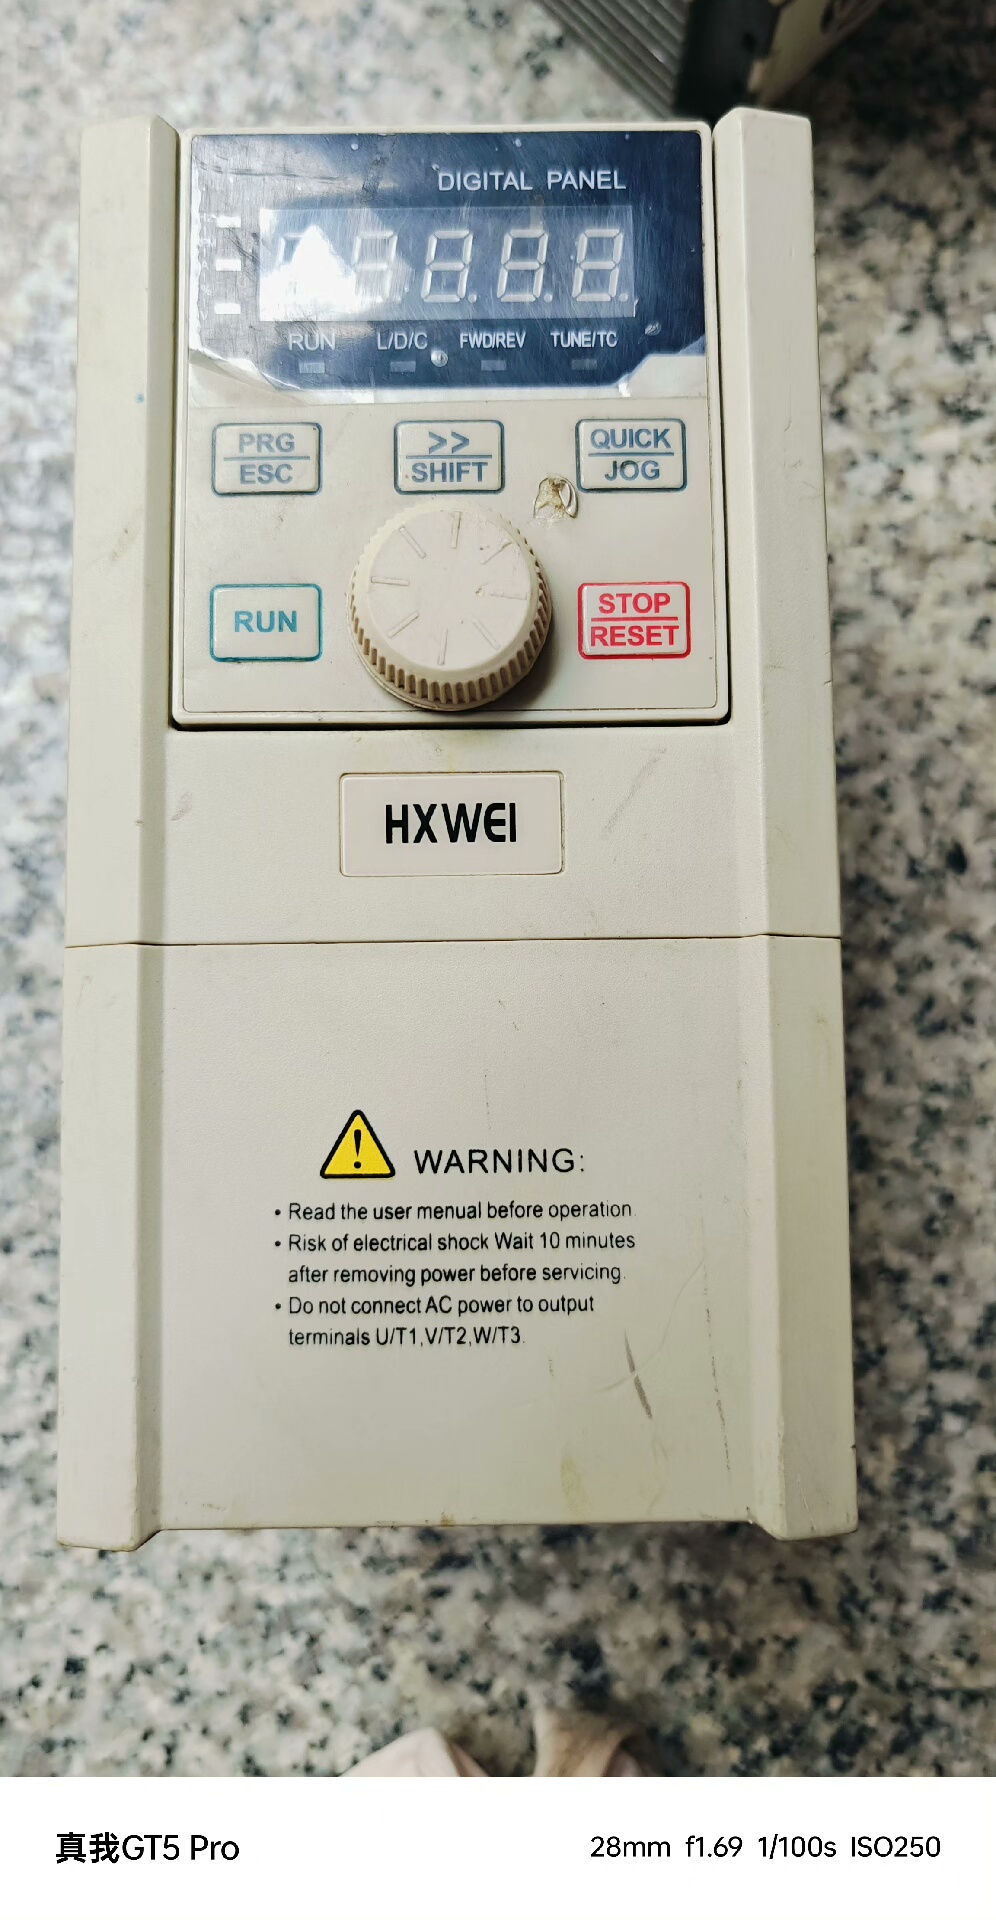 DIGITAL PANEL
RUN L/D/C FWD/REV TUNE/TC
PRG
ESC
>>
SHIFT
QUICK
JOG
RUN
STOP
RESET
HXWEI
WARNING:
• Read the user menual before operation.
• Risk of electrical shock Wait 10 minutes
after removing power before servicing.
• Do not connect AC power to output
terminals U/T1,V/T2,W/T3.
真我GT5 Pro
28mm f1.69 1/100s ISO250